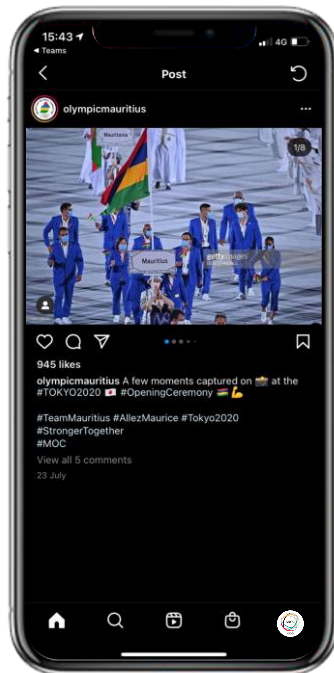 15:43
4G
Teams
Post
olympicmauritius
Mauritania
1/8
Mauritius
gettyimages
945 likes
olympicmauritius A few moments captured on 📸 at the
#TOKYO2020 🇯🇵 #OpeningCeremony 🇲🇺💪
#TeamMauritius #AllezMaurice #Tokyo2020
#StrongerTogether
#MOC
View all 5 comments
23 July